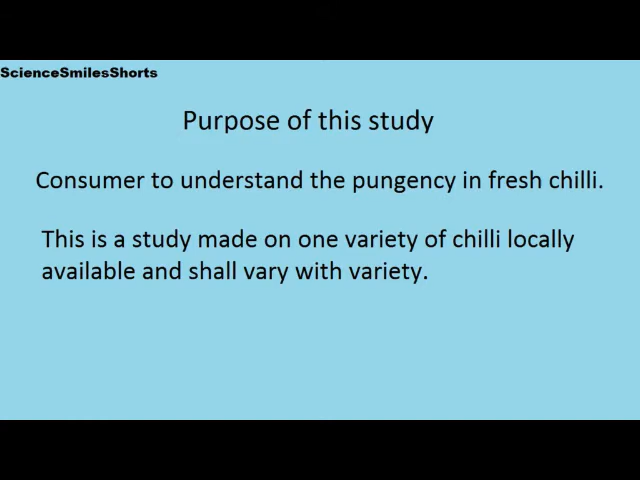 ScienceSmilesShorts
Purpose of this study
Consumer to understand the pungency in fresh chilli.
This is a study made on one variety of chilli locally
available and shall vary with variety.